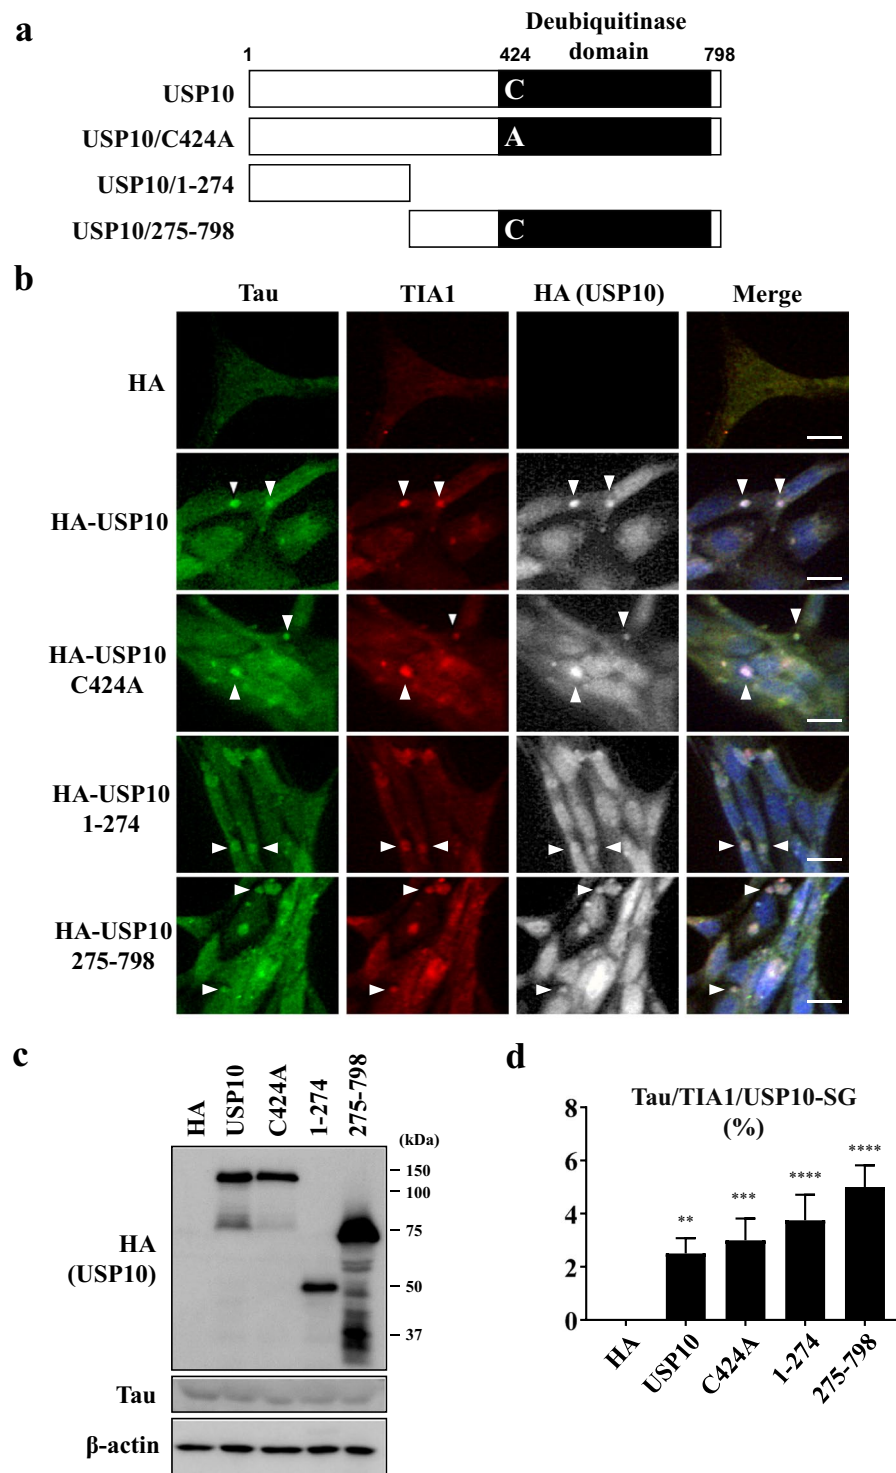 a
Deubiquitinase
domain
1
424
798
USP10
C
USP10/C424A
A
USP10/1-274
USP10/275-798
C
b
Tau
TIA1
HA (USP10)
Merge
HA
HA-USP10
HA-USP10
C424A
HA-USP10
1-274
HA-USP10
275-798
c
HA
USP10
C424A
1-274
275-798
(kDa)
150
100
75
50
37
HA
(USP10)
Tau
β-actin
d
Tau/TIA1/USP10-SG
(%)
8
6
4
2
0
**
***
****
****
HA
USP10
C424A
1-274
275-798